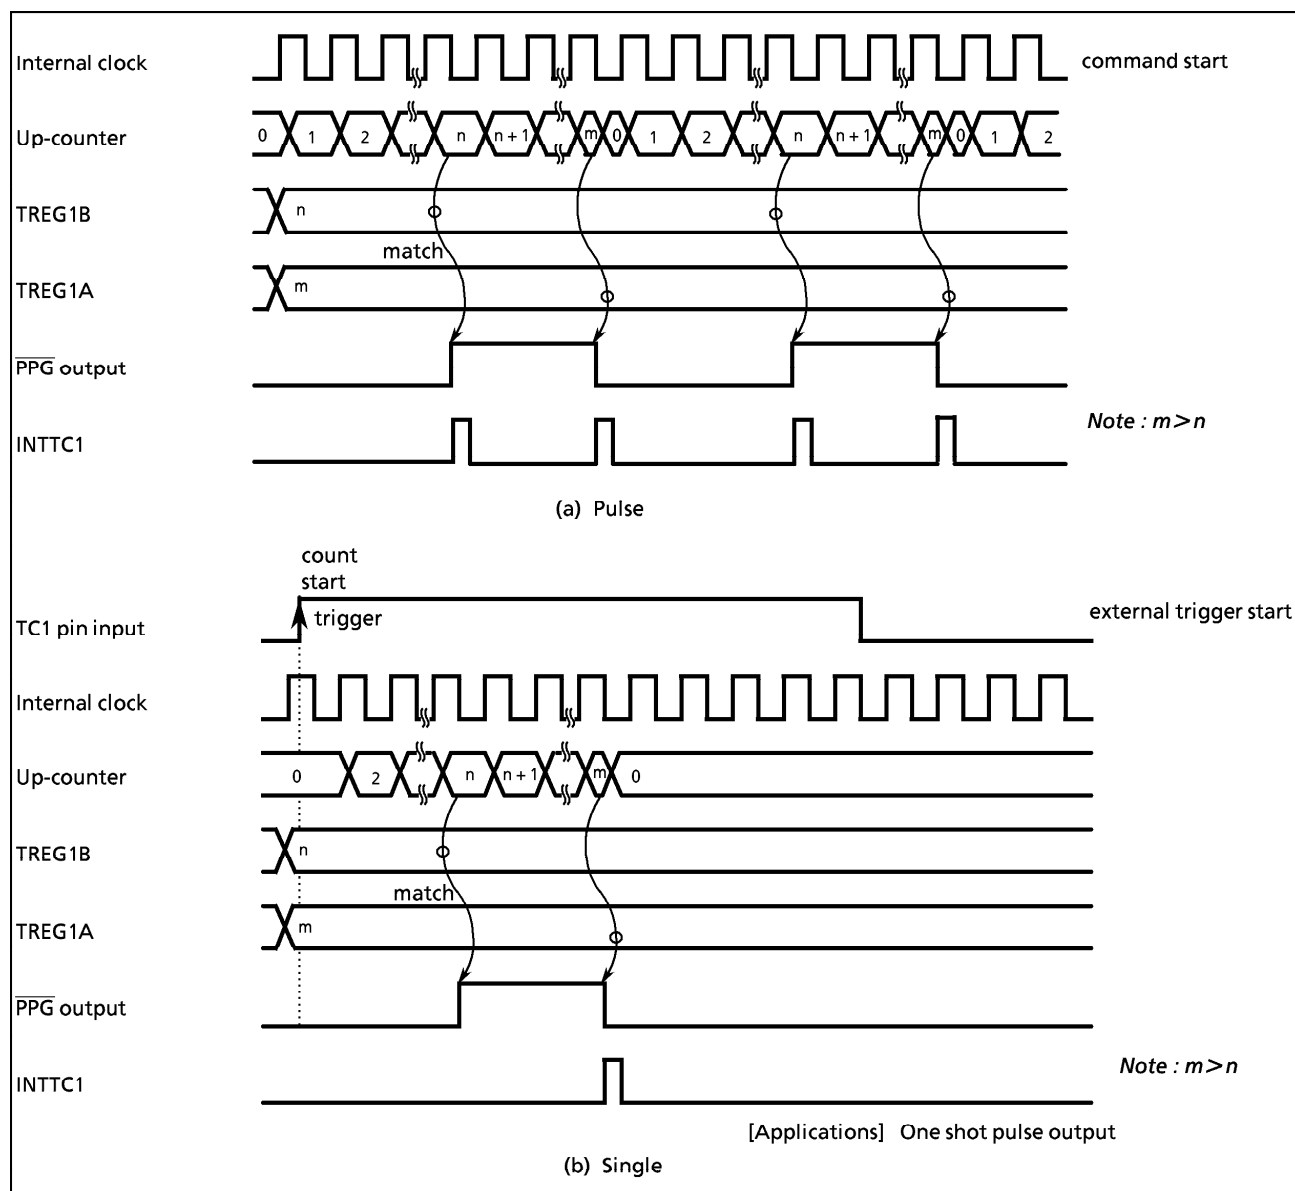 Internal clock
command start
Up-counter
0 1 2 n n + 1 m 0 1 2 n n + 1 m 0 1 2
TREG1B
n
match
TREG1A
m
PPG output
INTTC1
Note : m>n
(a) Pulse
count
start
trigger
TC1 pin input
external trigger start
Internal clock
Up-counter
0 2 n n + 1 m 0
TREG1B
n
match
TREG1A
m
PPG output
INTTC1
Note : m>n
[Applications] One shot pulse output
(b) Single